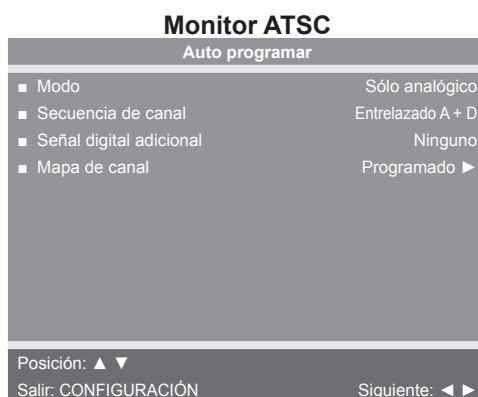 Monitor ATSC
Auto programar
■ Modo Sólo analógico
■ Secuencia de canal Entrelazado A + D
■ Señal digital adicional Ninguno
■ Mapa de canal Programado ►
Posición: ▲ ▼
Salir: CONFIGURACIÓN Siguiente: ◄ ►